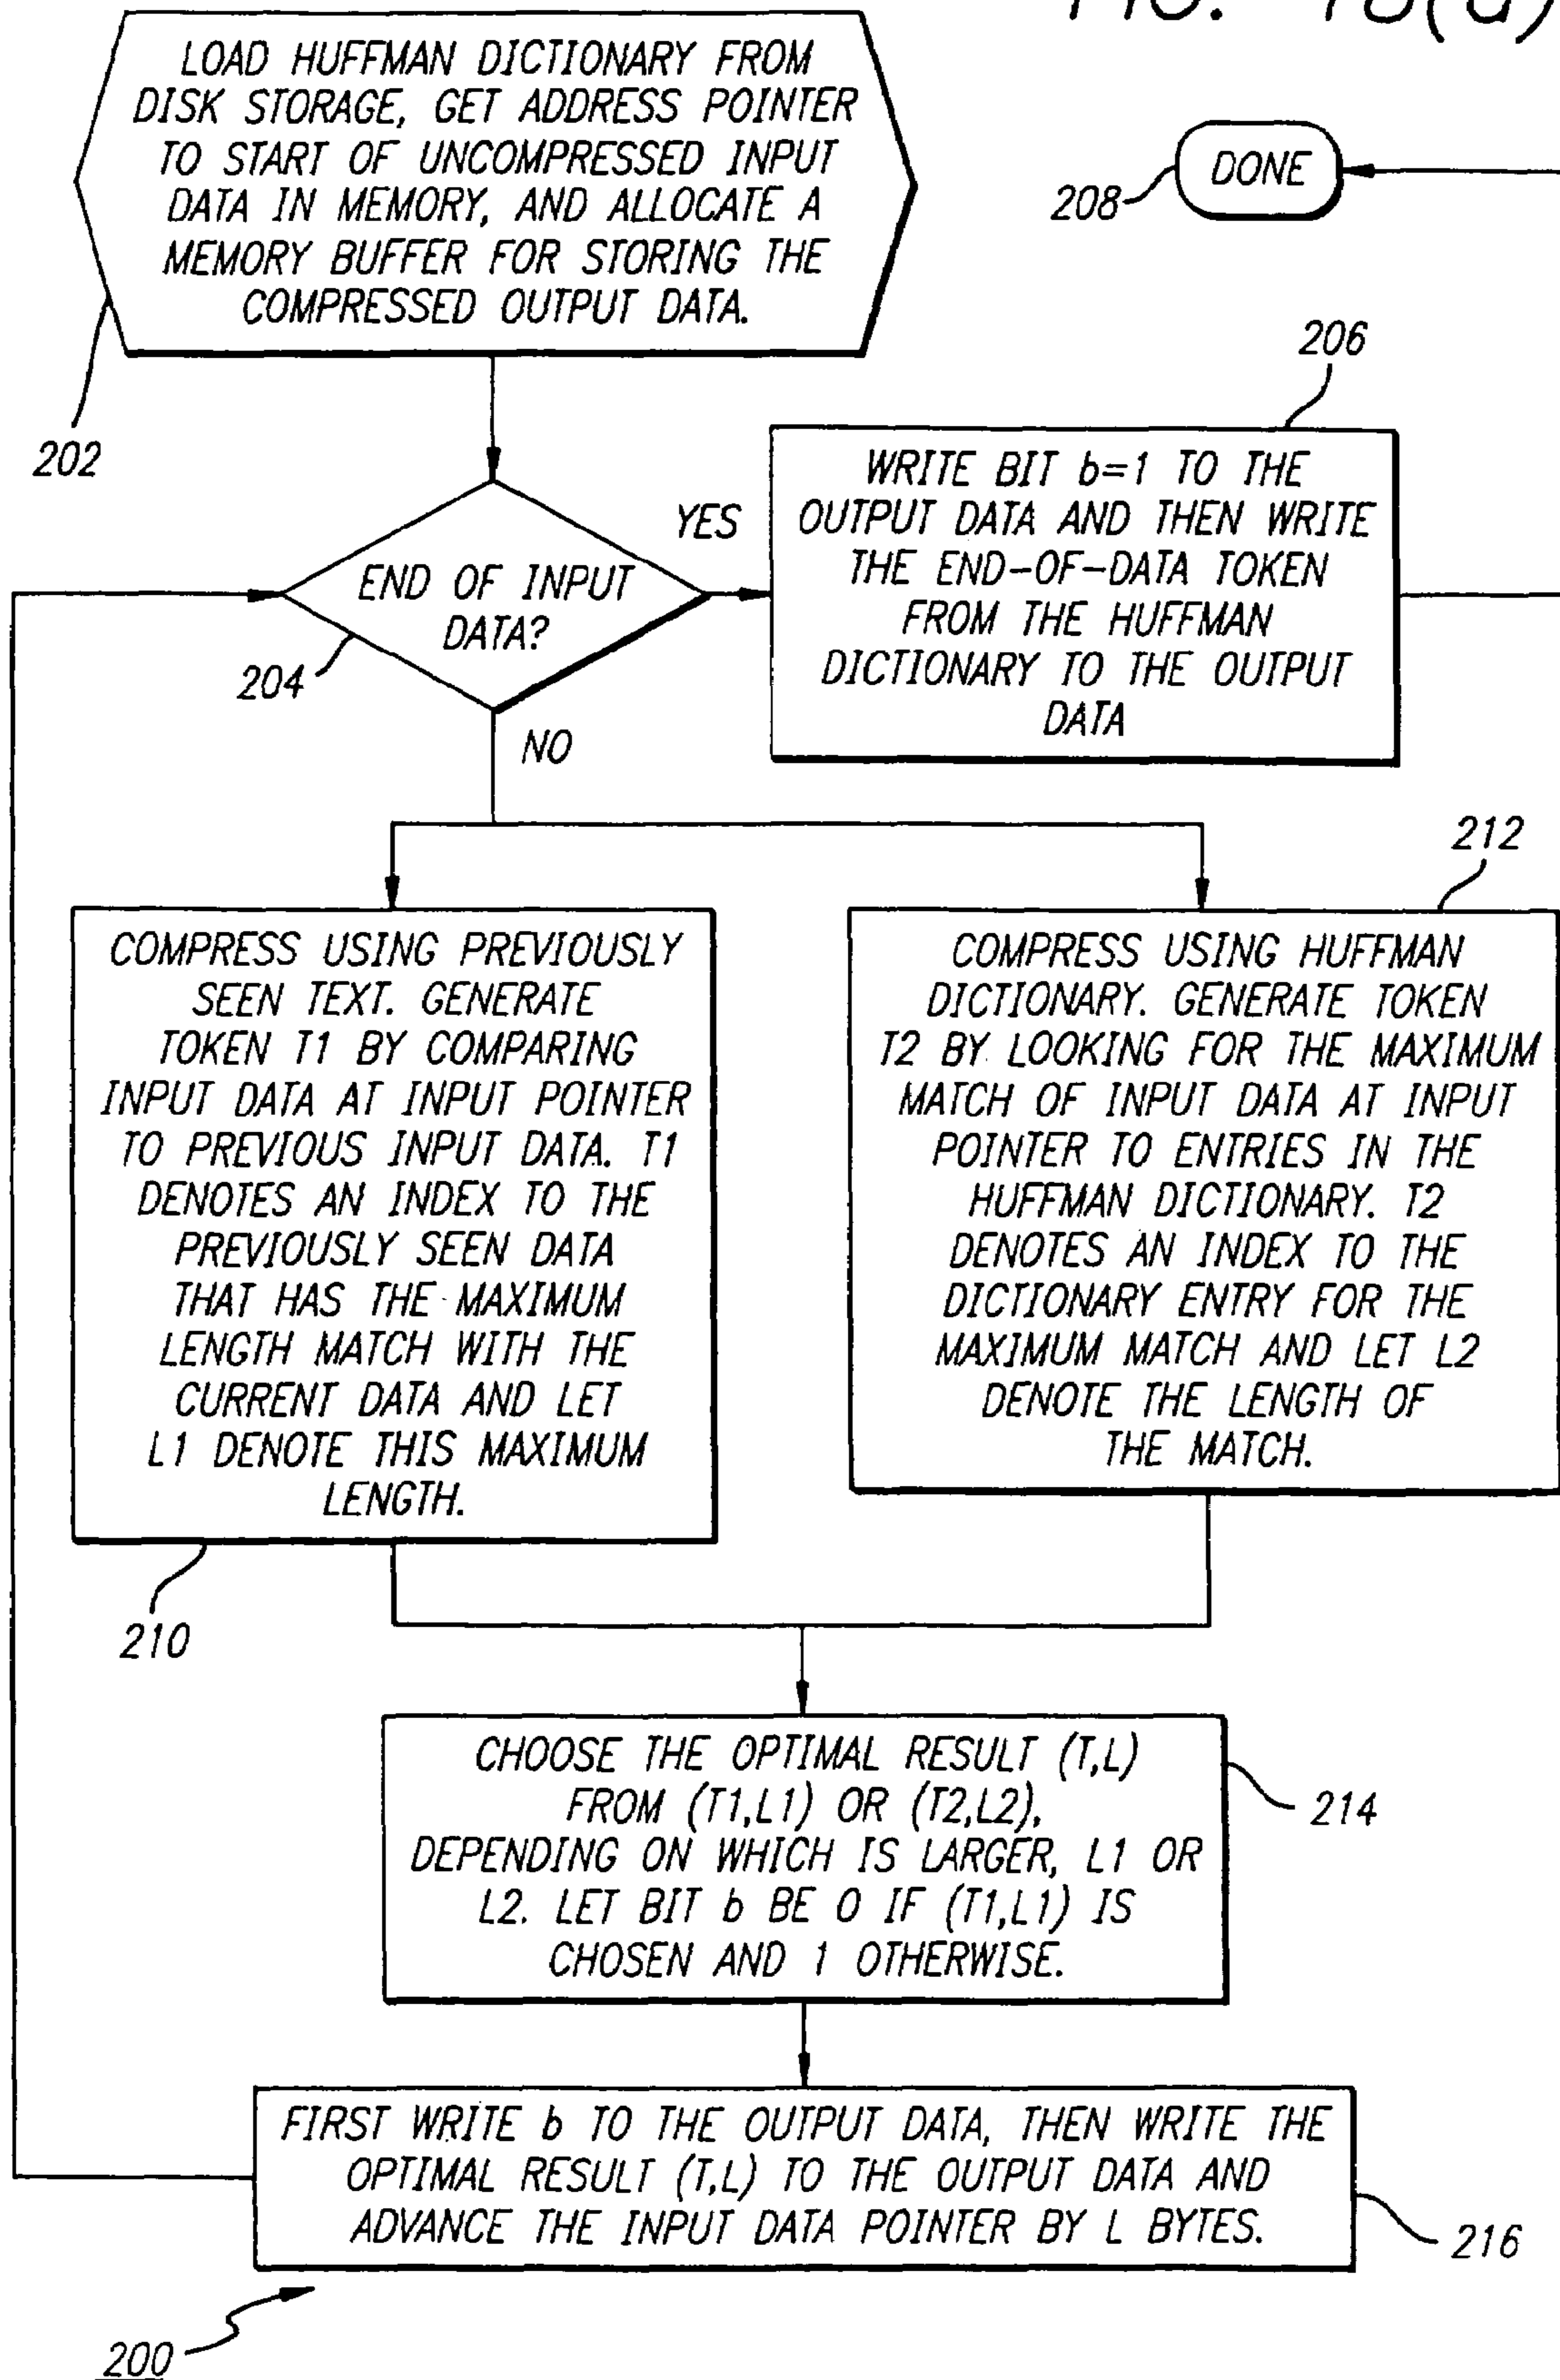 LOAD HUFFMAN DICTIONARY FROM
DISK STORAGE, GET ADDRESS POINTER
TO START OF UNCOMPRESSED INPUT
DATA IN MEMORY, AND ALLOCATE A
MEMORY BUFFER FOR STORING THE
COMPRESSED OUTPUT DATA.
202
DONE
208
206
WRITE BIT b=1 TO THE
OUTPUT DATA AND THEN WRITE
THE END-OF-DATA TOKEN
FROM THE HUFFMAN
DICTIONARY TO THE OUTPUT
DATA
YES
END OF INPUT
DATA?
204
NO
212
COMPRESS USING PREVIOUSLY
SEEN TEXT. GENERATE
TOKEN T1 BY COMPARING
INPUT DATA AT INPUT POINTER
TO PREVIOUS INPUT DATA. T1
DENOTES AN INDEX TO THE
PREVIOUSLY SEEN DATA
THAT HAS THE MAXIMUM
LENGTH MATCH WITH THE
CURRENT DATA AND LET
L1 DENOTE THIS MAXIMUM
LENGTH.
210
COMPRESS USING HUFFMAN
DICTIONARY. GENERATE TOKEN
T2 BY LOOKING FOR THE MAXIMUM
MATCH OF INPUT DATA AT INPUT
POINTER TO ENTRIES IN THE
HUFFMAN DICTIONARY. T2
DENOTES AN INDEX TO THE
DICTIONARY ENTRY FOR THE
MAXIMUM MATCH AND LET L2
DENOTE THE LENGTH OF
THE MATCH.
CHOOSE THE OPTIMAL RESULT (T,L)
FROM (T1,L1) OR (T2,L2),
DEPENDING ON WHICH IS LARGER, L1 OR
L2. LET BIT b BE 0 IF (T1,L1) IS
CHOSEN AND 1 OTHERWISE.
214
FIRST WRITE b TO THE OUTPUT DATA, THEN WRITE THE
OPTIMAL RESULT (T,L) TO THE OUTPUT DATA AND
ADVANCE THE INPUT DATA POINTER BY L BYTES.
216
200